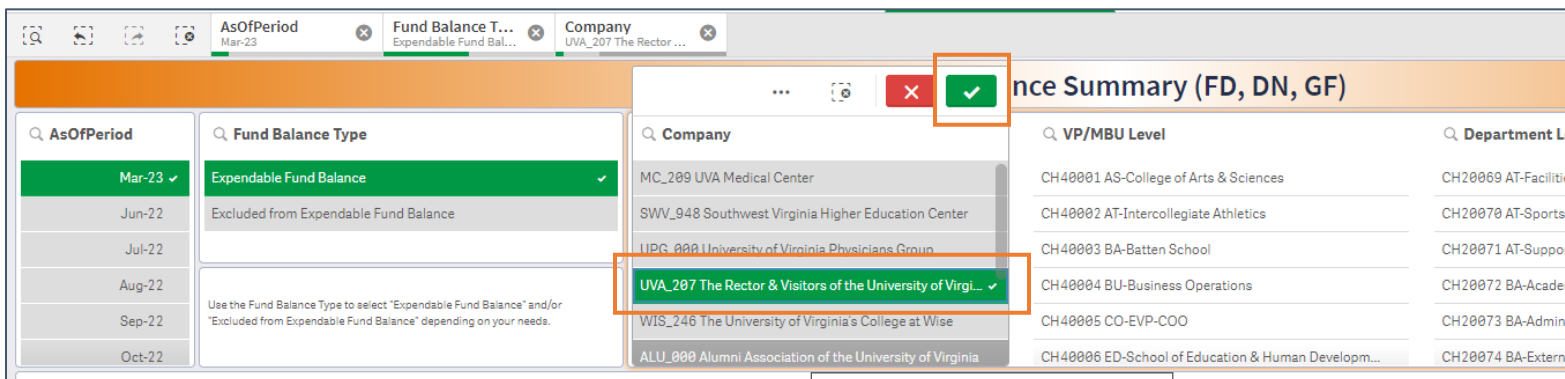 AsOfPeriod
Mar-23
Fund Balance T...
Expendable Fund Bal...
Company
UVA_207 The Rector ...
nce Summary (FD, DN, GF)
AsOfPeriod
Mar-23
Jun-22
Jul-22
Aug-22
Sep-22
Oct-22
Fund Balance Type
Expendable Fund Balance
Excluded from Expendable Fund Balance
Use the Fund Balance Type to select "Expendable Fund Balance" and/or
"Excluded from Expendable Fund Balance" depending on your needs.
Company
MC_209 UVA Medical Center
SWV_948 Southwest Virginia Higher Education Center
UPG_000 University of Virginia Physicians Group
UVA_207 The Rector & Visitors of the University of Virgi...
WIS_246 The University of Virginia's College at Wise
ALU_000 Alumni Association of the University of Virginia
VP/MBU Level
CH40001 AS-College of Arts & Sciences
CH40002 AT-Intercollegiate Athletics
CH40003 BA-Batten School
CH40004 BU-Business Operations
CH40005 CO-EVP-COO
CH40006 ED-School of Education & Human Developm...
Department L
CH20069 AT-Faciliti
CH20070 AT-Sports
CH20071 AT-Suppo
CH20072 BA-Acade
CH20073 BA-Admin
CH20074 BA-Extern